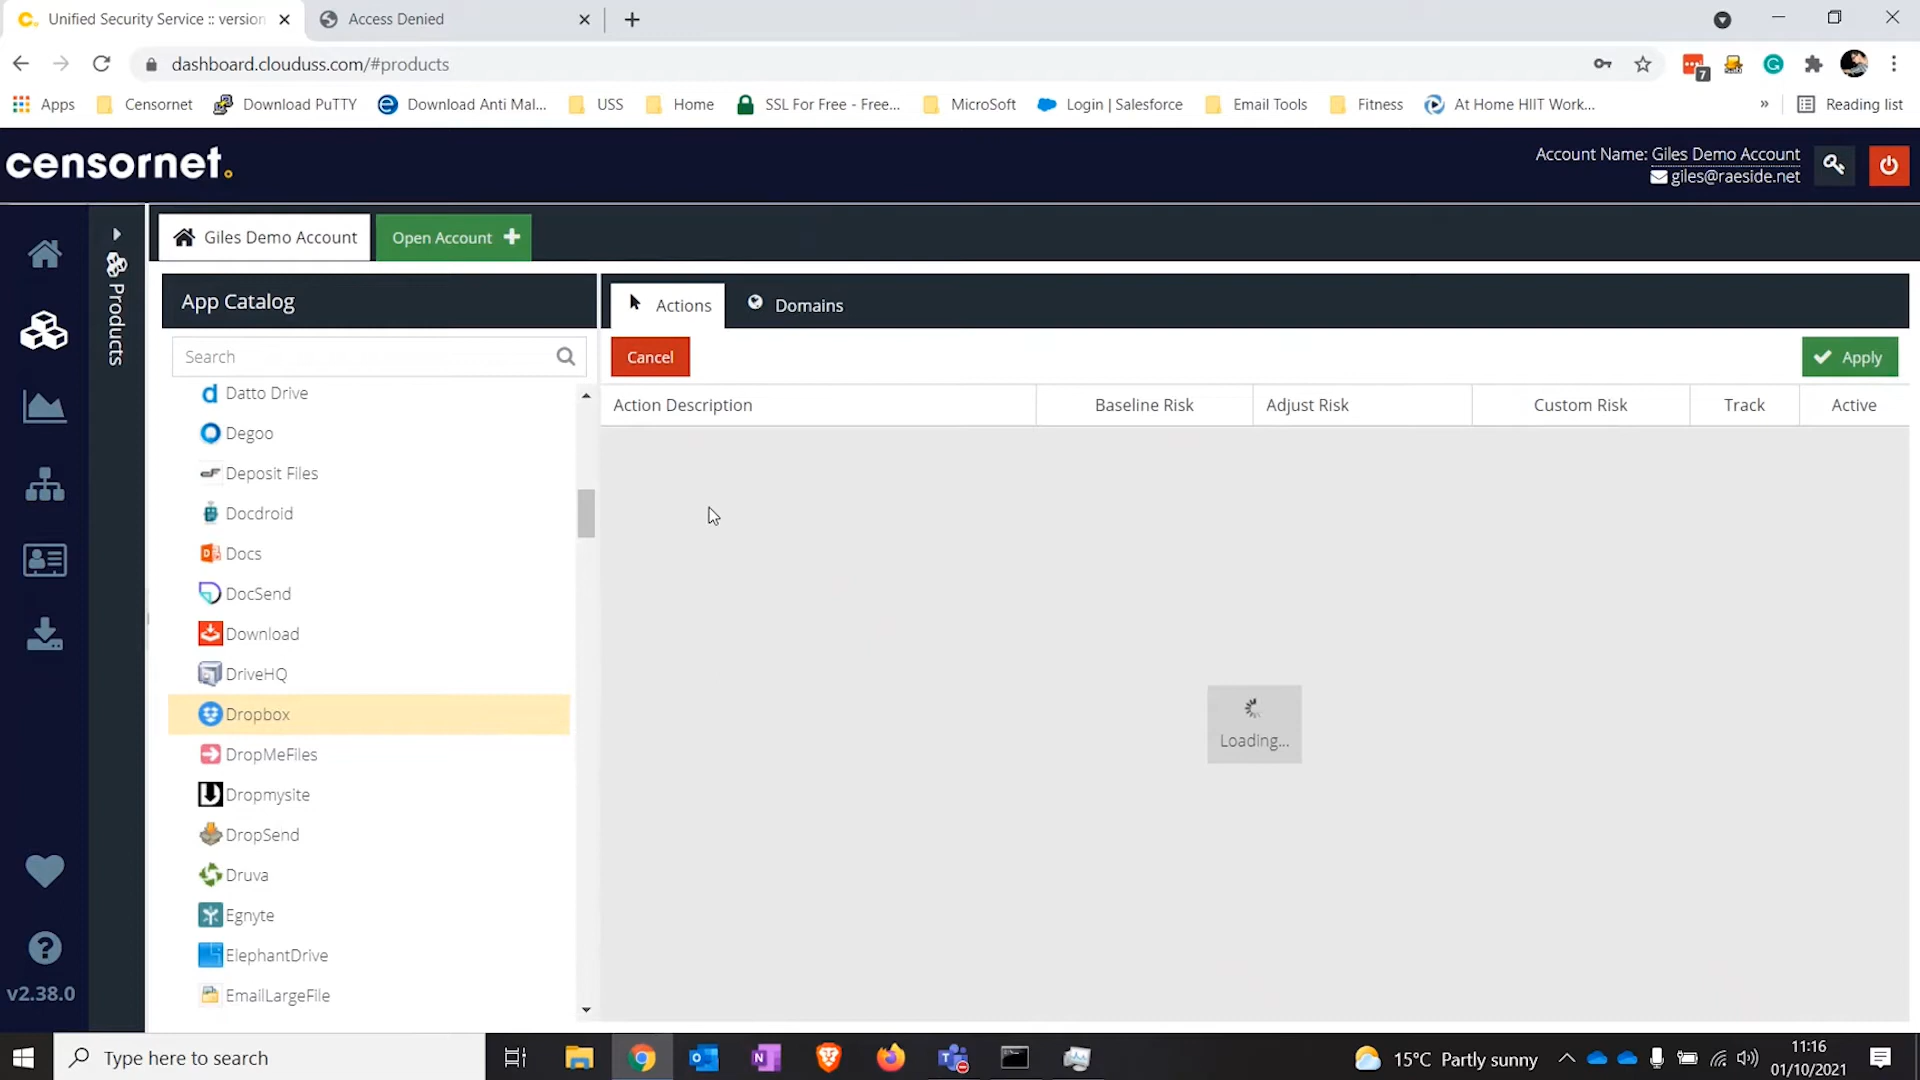 Unified Security Service :: version
Access Denied
dashboard.clouduss.com/#products
7
Apps
Censornet
Download PuTTY
Download Anti Mal...
USS
Home
SSL For Free - Free...
MicroSoft
Login | Salesforce
Email Tools
Fitness
At Home HIIT Work...
»
Reading list
censornet.
Account Name: Giles Demo Account
giles@raeside.net
Products
Giles Demo Account
Open Account
App Catalog
Actions
Domains
Search
Cancel
Apply
Action Description
Baseline Risk
Adjust Risk
Custom Risk
Track
Active
Datto Drive
Degoo
Deposit Files
Docdroid
Docs
DocSend
Download
DriveHQ
Dropbox
DropMeFiles
Dropmysite
DropSend
Druva
Egnyte
ElephantDrive
EmailLargeFile
Loading...
v2.38.0
Type here to search
15°C Partly sunny
11:16
01/10/2021